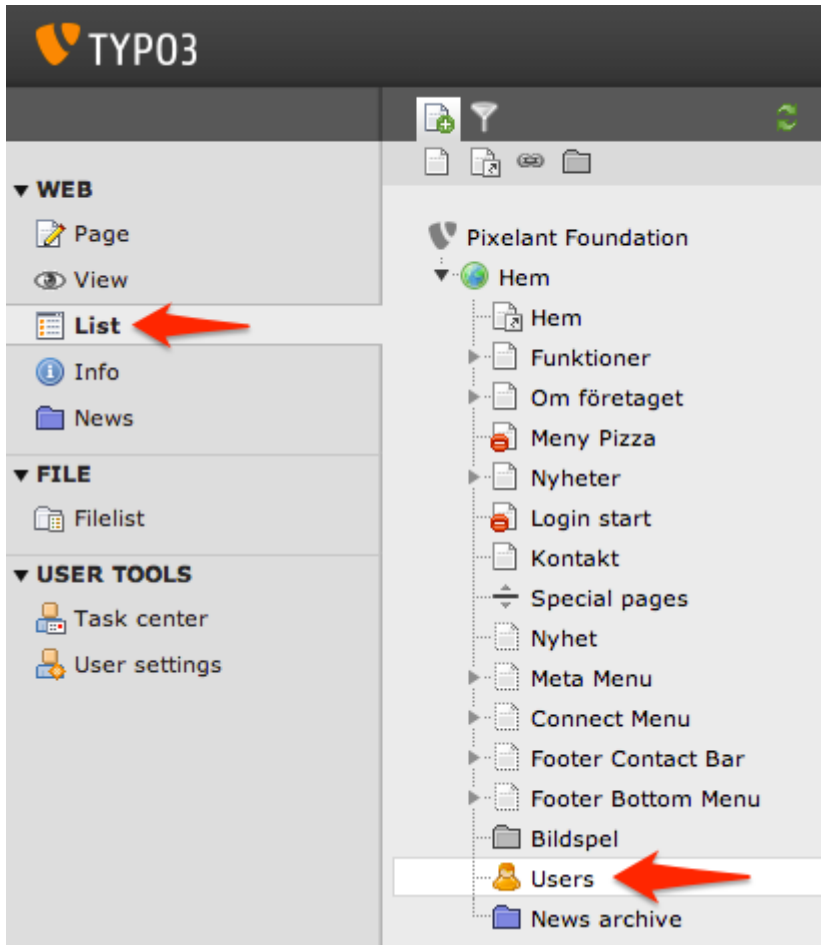 TYPO3
WEB
Page
View
List
Info
News
FILE
Filelist
USER TOOLS
Task center
User settings
Pixelant Foundation
Hem
Hem
Funktioner
Om företaget
Meny Pizza
Nyheter
Login start
Kontakt
Special pages
Nyhet
Meta Menu
Connect Menu
Footer Contact Bar
Footer Bottom Menu
Bildspel
Users
News archive